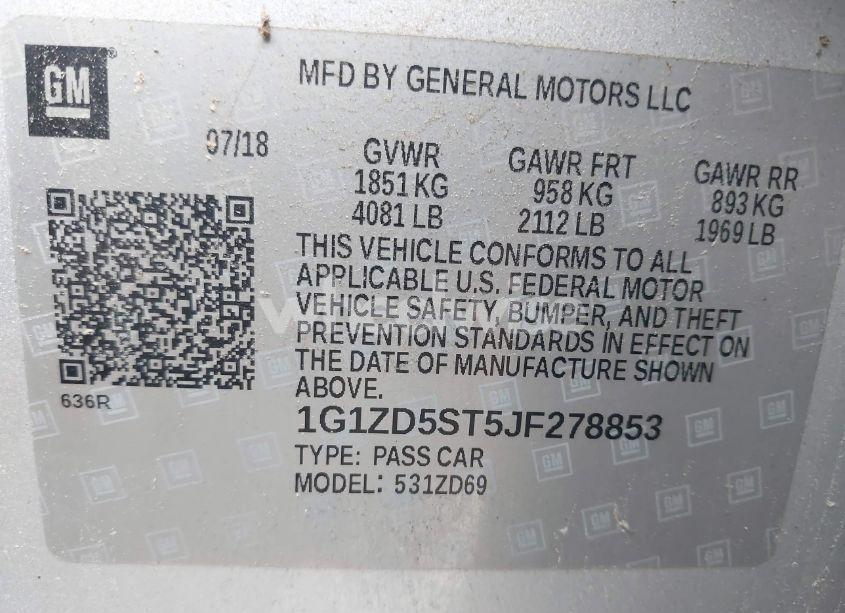 GM
MFD BY GENERAL MOTORS LLC
07/18
GVWR GAWR FRT GAWR RR
1851 KG 958 KG 893 KG
4081 LB 2112 LB 1969 LB
THIS VEHICLE CONFORMS TO ALL
APPLICABLE U.S. FEDERAL MOTOR
VEHICLE SAFETY, BUMPER, AND THEFT
PREVENTION STANDARDS IN EFFECT ON
THE DATE OF MANUFACTURE SHOWN
ABOVE.
636R
1G1ZD5ST5JF278853
TYPE: PASS CAR
MODEL: 531ZD69